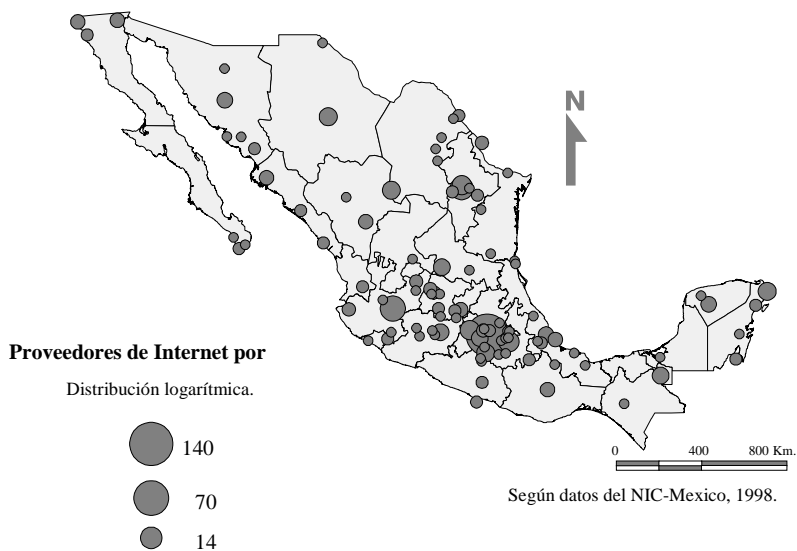 N
Proveedores de Internet por
Distribución logarítmica.
140
70
14
0 400 800 Km.
Según datos del NIC-Mexico, 1998.